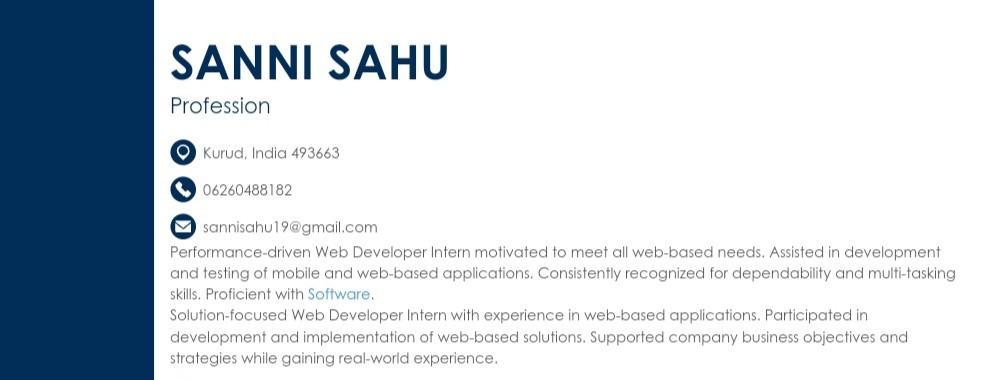 SANNI SAHU
Profession
Kurud, India 493663
06260488182
sannisahu19@gmail.com
Performance-driven Web Developer Intern motivated to meet all web-based needs. Assisted in development
and testing of mobile and web-based applications. Consistently recognized for dependability and multi-tasking
skills. Proficient with Software.
Solution-focused Web Developer Intern with experience in web-based applications. Participated in
development and implementation of web-based solutions. Supported company business objectives and
strategies while gaining real-world experience.